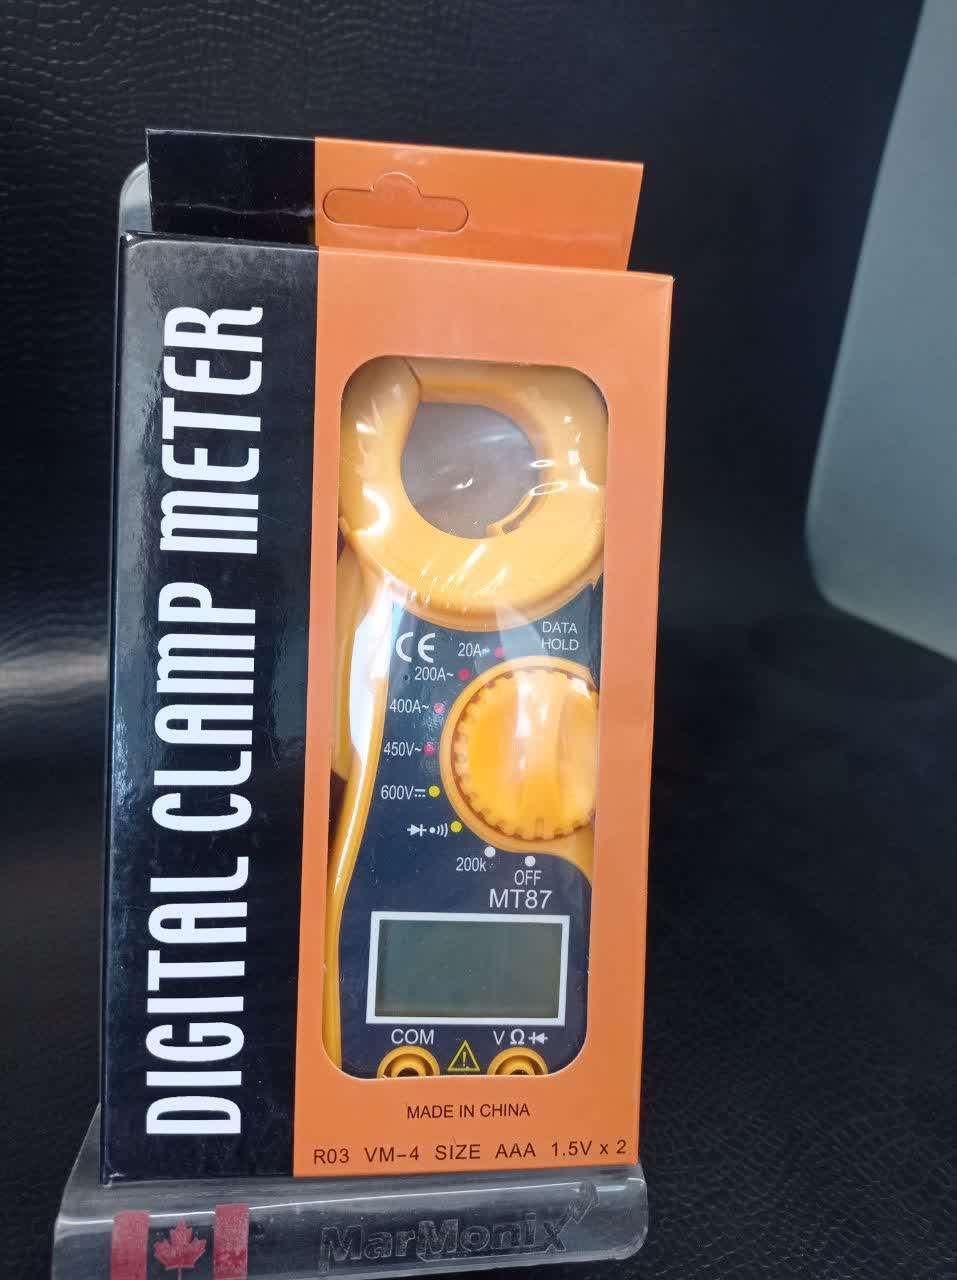 DIGITAL CLAMP METER
DATA
HOLD
CE
20A~
200A~
400A~
450V~
600V⎓
200k
OFF
MT87
COM
VΩ
MADE IN CHINA
R03 VM-4 SIZE AAA 1.5V x 2
MarMonix